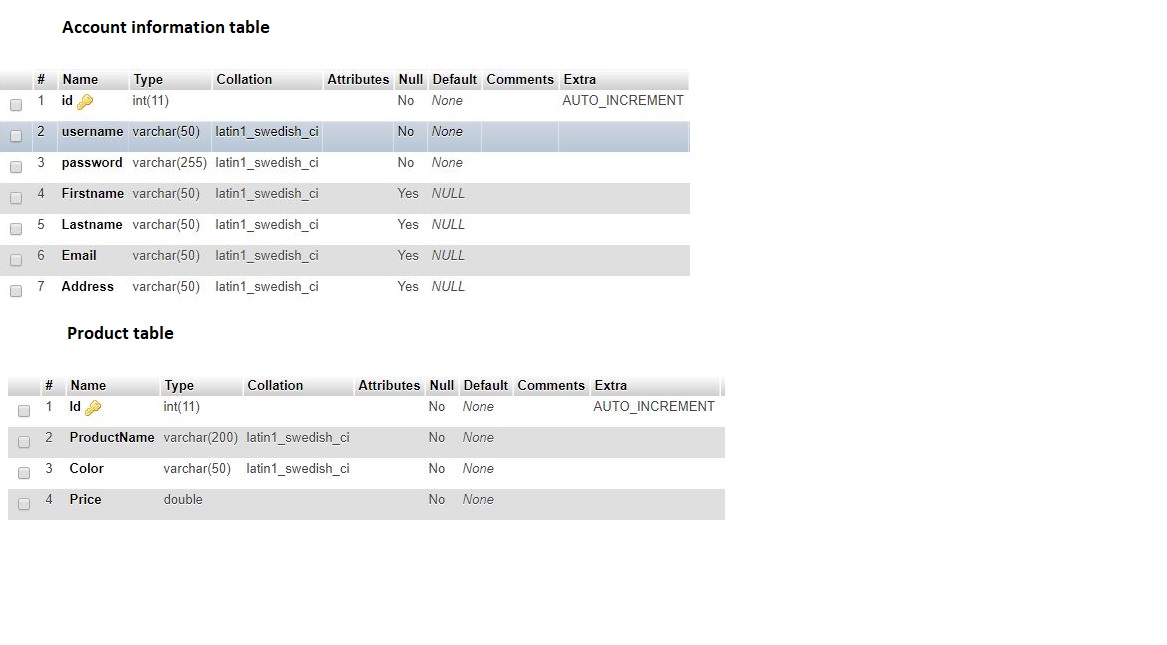 Account information table
# Name Type Collation Attributes Null Default Comments Extra
1 id int(11) No None AUTO_INCREMENT
2 username varchar(50) latin1_swedish_ci No None
3 password varchar(255) latin1_swedish_ci No None
4 Firstname varchar(50) latin1_swedish_ci Yes NULL
5 Lastname varchar(50) latin1_swedish_ci Yes NULL
6 Email varchar(50) latin1_swedish_ci Yes NULL
7 Address varchar(50) latin1_swedish_ci Yes NULL
Product table
# Name Type Collation Attributes Null Default Comments Extra
1 Id int(11) No None AUTO_INCREMENT
2 ProductName varchar(200) latin1_swedish_ci No None
3 Color varchar(50) latin1_swedish_ci No None
4 Price double No None